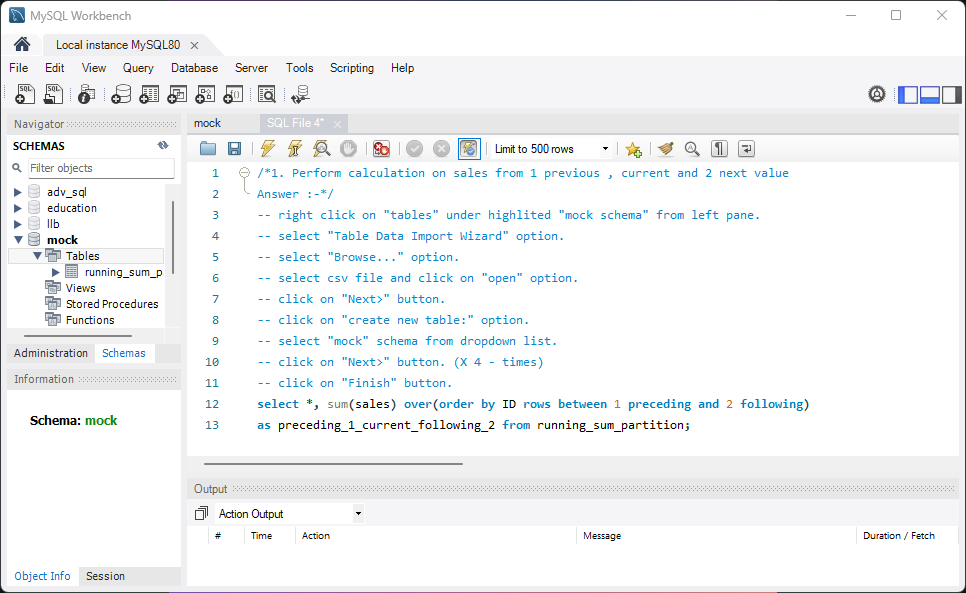 MySQL Workbench
Local instance MySQL80
File Edit View Query Database Server Tools Scripting Help
Navigator
SCHEMAS
Filter objects
adv_sql
education
llb
mock
Tables
running_sum_p
Views
Stored Procedures
Functions
Administration Schemas
Information
Schema: mock
Object Info Session
mock SQL File 4*
Limit to 500 rows
1 /*1. Perform calculation on sales from 1 previous , current and 2 next value
2 Answer :-*/
3 -- right click on "tables" under highlited "mock schema" from left pane.
4 -- select "Table Data Import Wizard" option.
5 -- select "Browse..." option.
6 -- select csv file and click on "open" option.
7 -- click on "Next>" button.
8 -- click on "create new table:" option.
9 -- select "mock" schema from dropdown list.
10 -- click on "Next>" button. (X 4 - times)
11 -- click on "Finish" button.
12 select *, sum(sales) over(order by ID rows between 1 preceding and 2 following)
13 as preceding_1_current_following_2 from running_sum_partition;
Output
Action Output
# Time Action Message Duration / Fetch